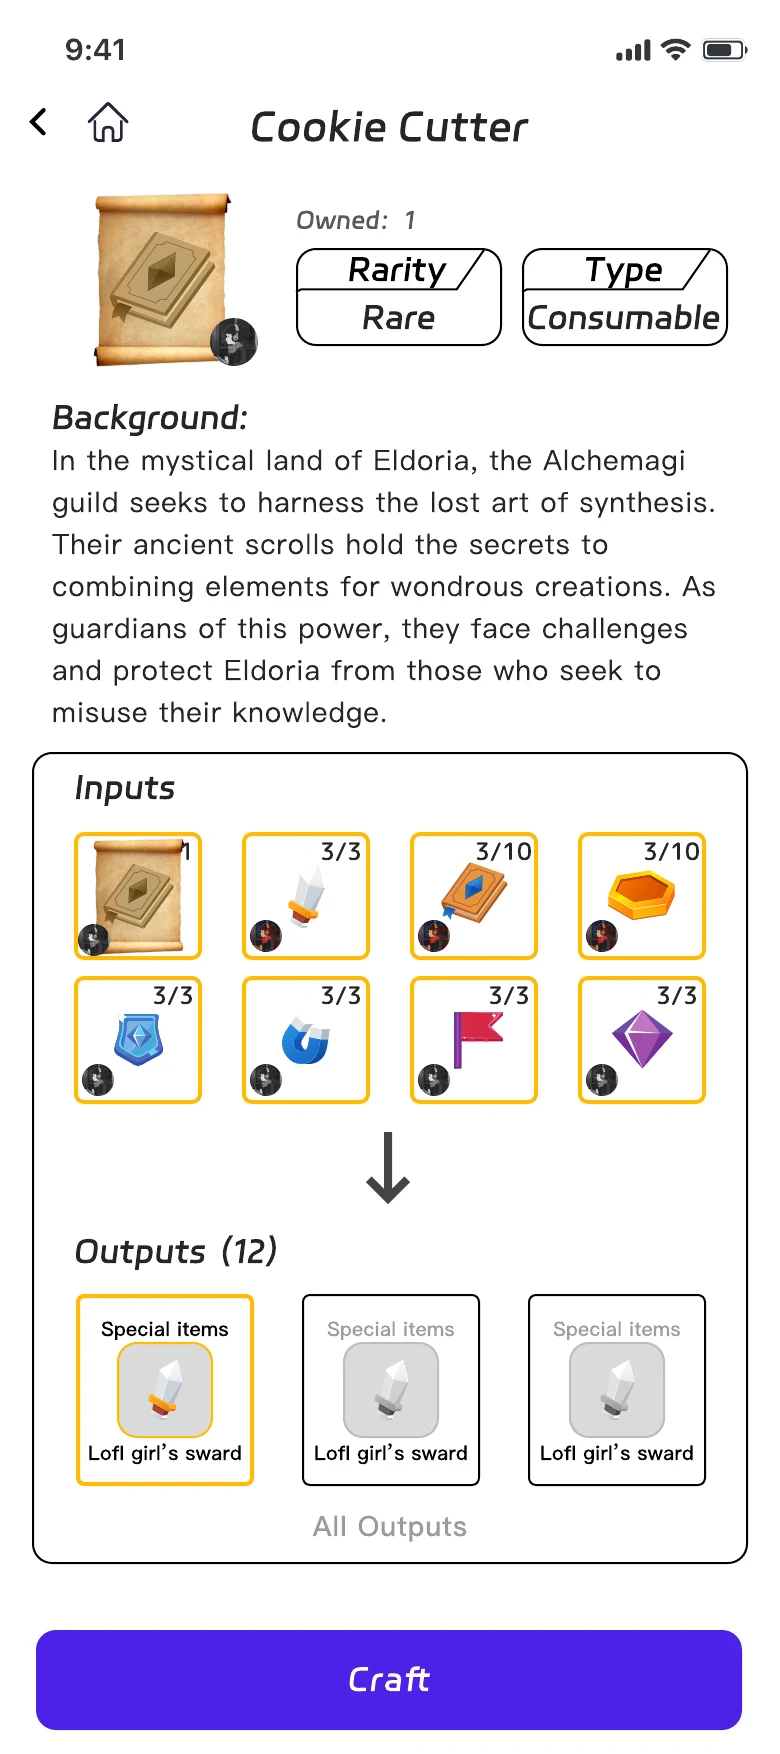 9:41
Cookie Cutter
Owned: 1
Rarity
Rare
Type
Consumable
Background:
In the mystical land of Eldoria, the Alchemagi
guild seeks to harness the lost art of synthesis.
Their ancient scrolls hold the secrets to
combining elements for wondrous creations. As
guardians of this power, they face challenges
and protect Eldoria from those who seek to
misuse their knowledge.
Inputs
1
3/3
3/10
3/10
3/3
3/3
3/3
3/3
Outputs (12)
Special items
Lofl girl's sward
Special items
Lofl girl's sward
Special items
Lofl girl's sward
All Outputs
Craft